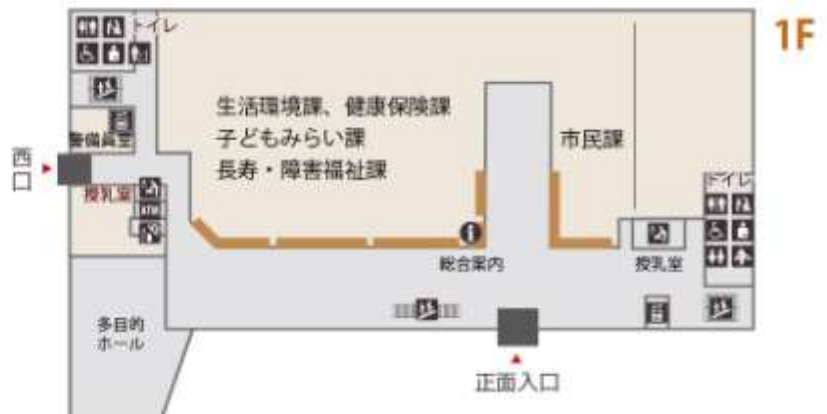 1F
トイレ
生活環境課、健康保険課
子どもみらい課
長寿・障害福祉課
市民課
警備員室
西口
授乳室
ATM
トイレ
総合案内
授乳室
多目的
ホール
正面入口